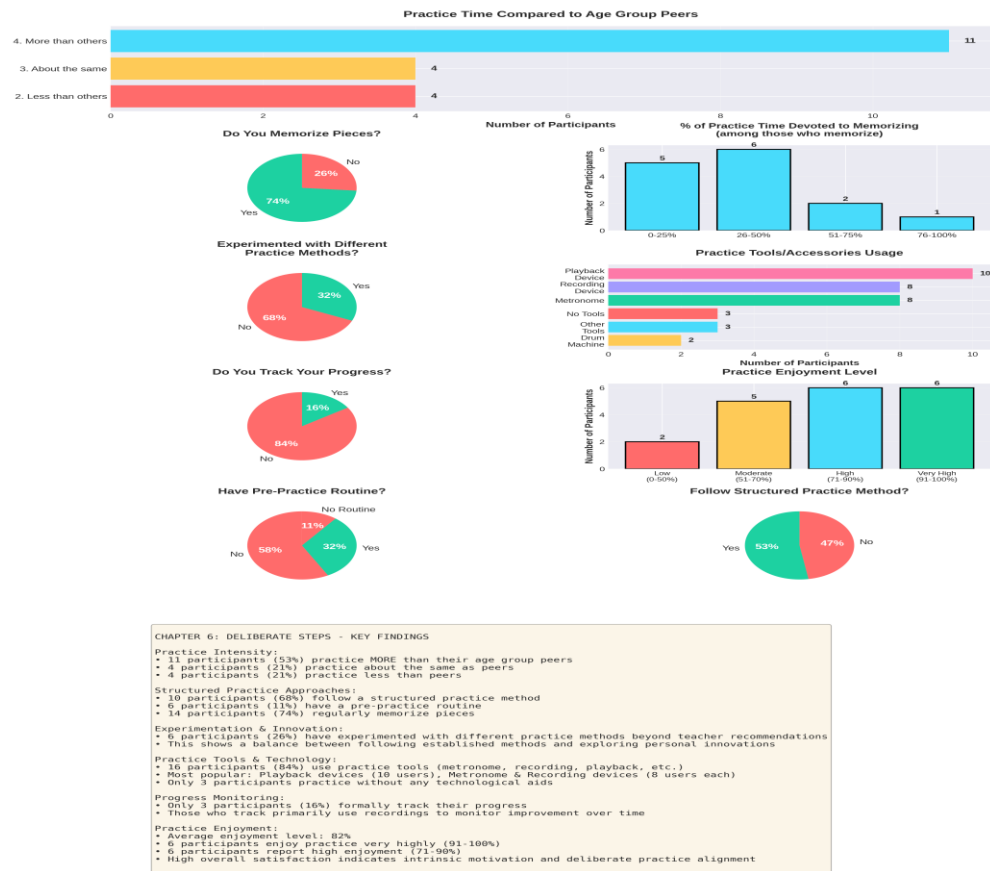 Practice Time Compared to Age Group Peers
4. More than others
11
3. About the same
4
2. Less than others
4
0 2 4 6 8 10
Number of Participants
Do You Memorize Pieces?
No
26%
74%
Yes
% of Practice Time Devoted to Memorizing
(among those who memorize)
Number of Participants
6
4
2
0
5
6
2
1
0-25% 26-50% 51-75% 76-100%
Experimented with Different
Practice Methods?
Yes
32%
68%
No
Practice Tools/Accessories Usage
Playback
Device
10
Recording
Device
8
Metronome
8
No Tools
3
Other
Tools
3
Drum
Machine
2
0 2 4 6 8 10
Number of Participants
Do You Track Your Progress?
Yes
16%
84%
No
Practice Enjoyment Level
Number of Participants
6
4
2
0
2
5
6
6
Low
(0-50%)
Moderate
(51-70%)
High
(71-90%)
Very High
(91-100%)
Have Pre-Practice Routine?
No Routine
11%
No
58%
32%
Yes
Follow Structured Practice Method?
Yes
53%
47%
No
CHAPTER 6: DELIBERATE STEPS - KEY FINDINGS
Practice Intensity:
• 11 participants (53%) practice MORE than their age group peers
• 4 participants (21%) practice about the same as peers
• 4 participants (21%) practice less than peers
Structured Practice Approaches:
• 10 participants (68%) follow a structured practice method
• 6 participants (11%) have a pre-practice routine
• 14 participants (74%) regularly memorize pieces
Experimentation & Innovation:
• 6 participants (26%) have experimented with different practice methods beyond teacher recommendations
• This shows a balance between following established methods and exploring personal innovations
Practice Tools & Technology:
• 16 participants (84%) use practice tools (metronome, recording, playback, etc.)
• Most popular: Playback devices (10 users), Metronome & Recording devices (8 users each)
• Only 3 participants practice without any technological aids
Progress Monitoring:
• Only 3 participants (16%) formally track their progress
• Those who track primarily use recordings to monitor improvement over time
Practice Enjoyment:
• Average enjoyment level: 82%
• 6 participants enjoy practice very highly (91-100%)
• 6 participants report high enjoyment (71-90%)
• High overall satisfaction indicates intrinsic motivation and deliberate practice alignment